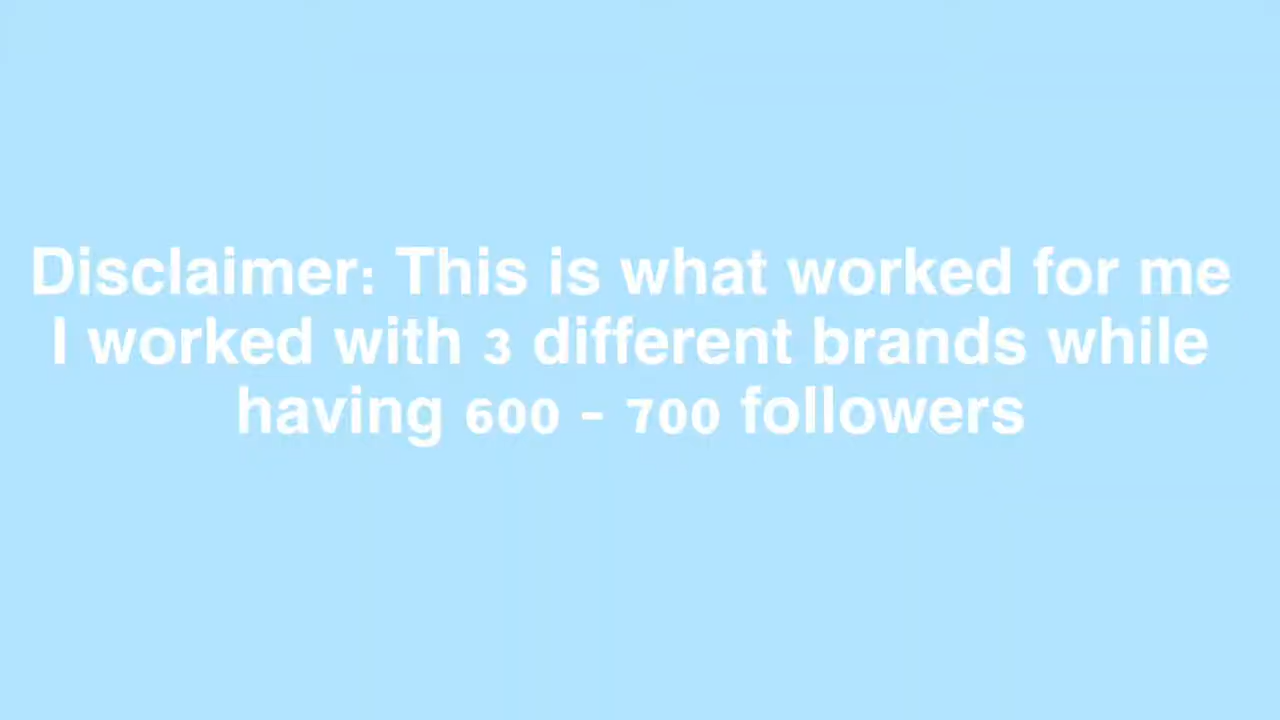 Disclaimer: This is what worked for me
I worked with 3 different brands while
having 600 - 700 followers